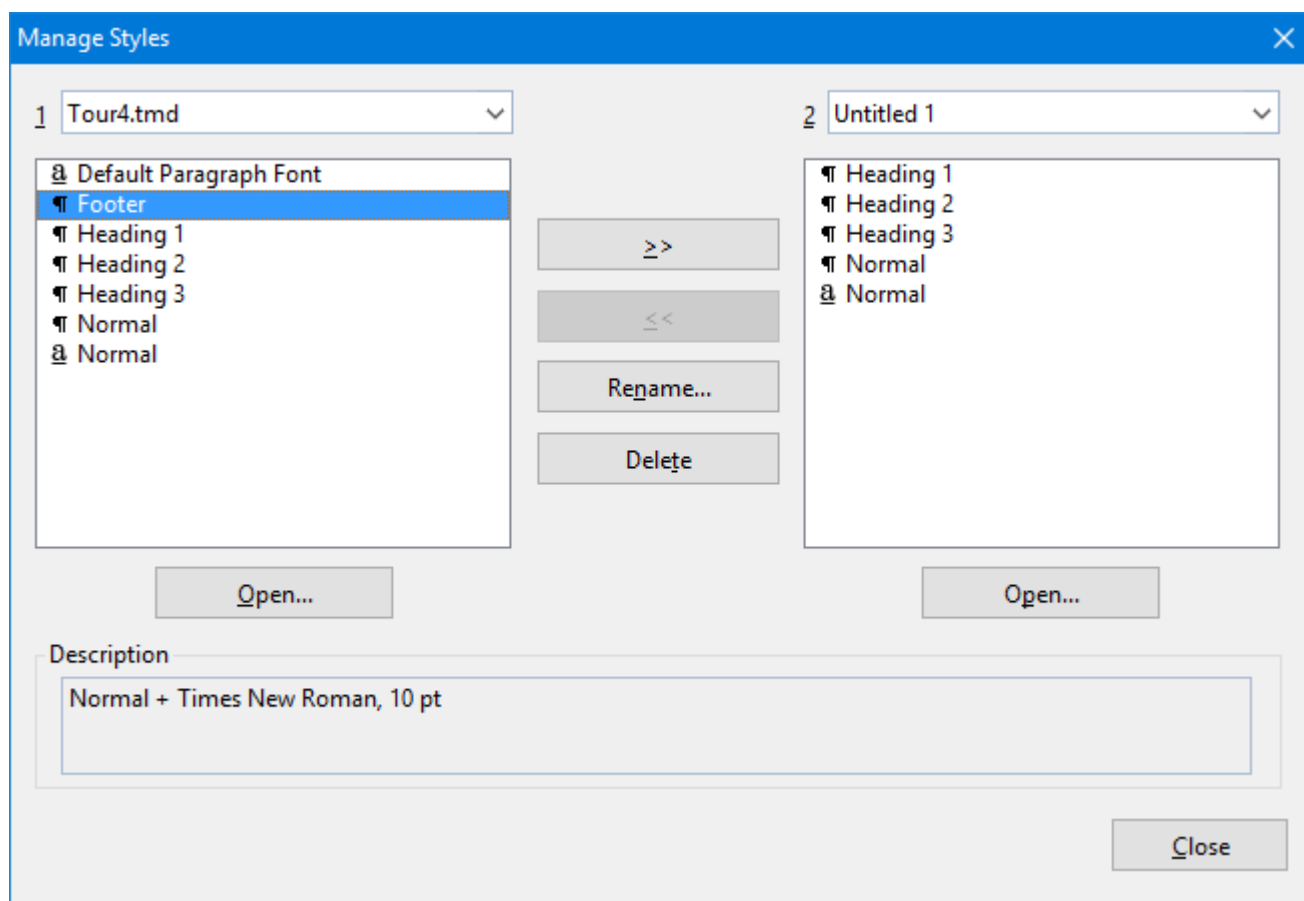 Manage Styles
1 Tour4.tmd
2 Untitled 1
a Default Paragraph Font
¶ Footer
¶ Heading 1
¶ Heading 2
¶ Heading 3
¶ Normal
a Normal
>>
<<
Rename...
Delete
¶ Heading 1
¶ Heading 2
¶ Heading 3
¶ Normal
a Normal
Open...
Open...
Description
Normal + Times New Roman, 10 pt
Close